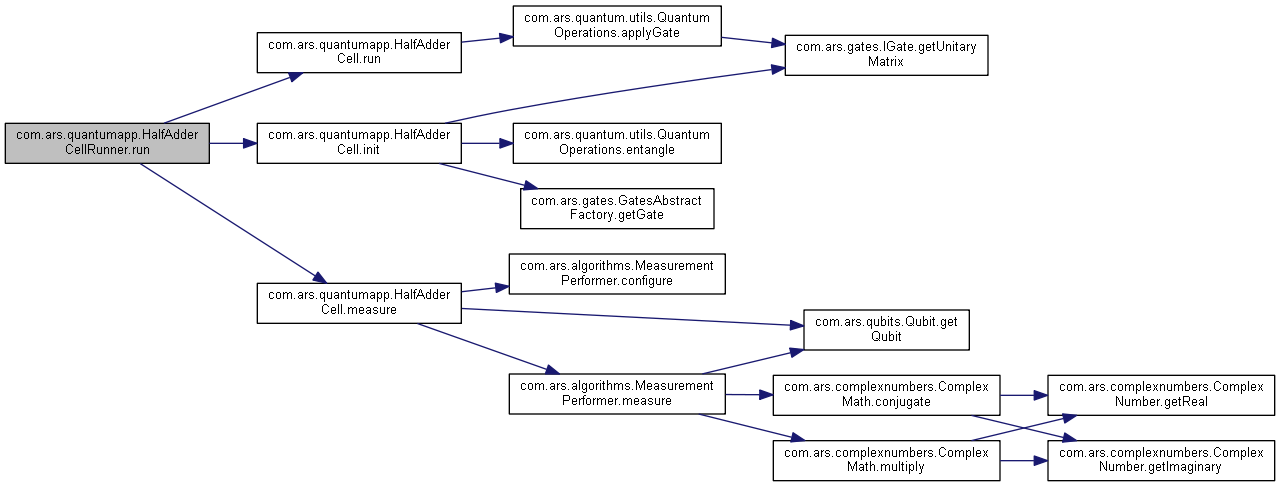 com.ars.quantumapp.HalfAdder
CellRunner.run
com.ars.quantumapp.HalfAdder
Cell.run
com.ars.quantum.utils.Quantum
Operations.applyGate
com.ars.gates.IGate.getUnitary
Matrix
com.ars.quantumapp.HalfAdder
Cell.init
com.ars.quantum.utils.Quantum
Operations.entangle
com.ars.gates.GatesAbstract
Factory.getGate
com.ars.quantumapp.HalfAdder
Cell.measure
com.ars.algorithms.Measurement
Performer.configure
com.ars.qubits.Qubit.get
Qubit
com.ars.algorithms.Measurement
Performer.measure
com.ars.complexnumbers.Complex
Math.conjugate
com.ars.complexnumbers.Complex
Number.getReal
com.ars.complexnumbers.Complex
Math.multiply
com.ars.complexnumbers.Complex
Number.getImaginary